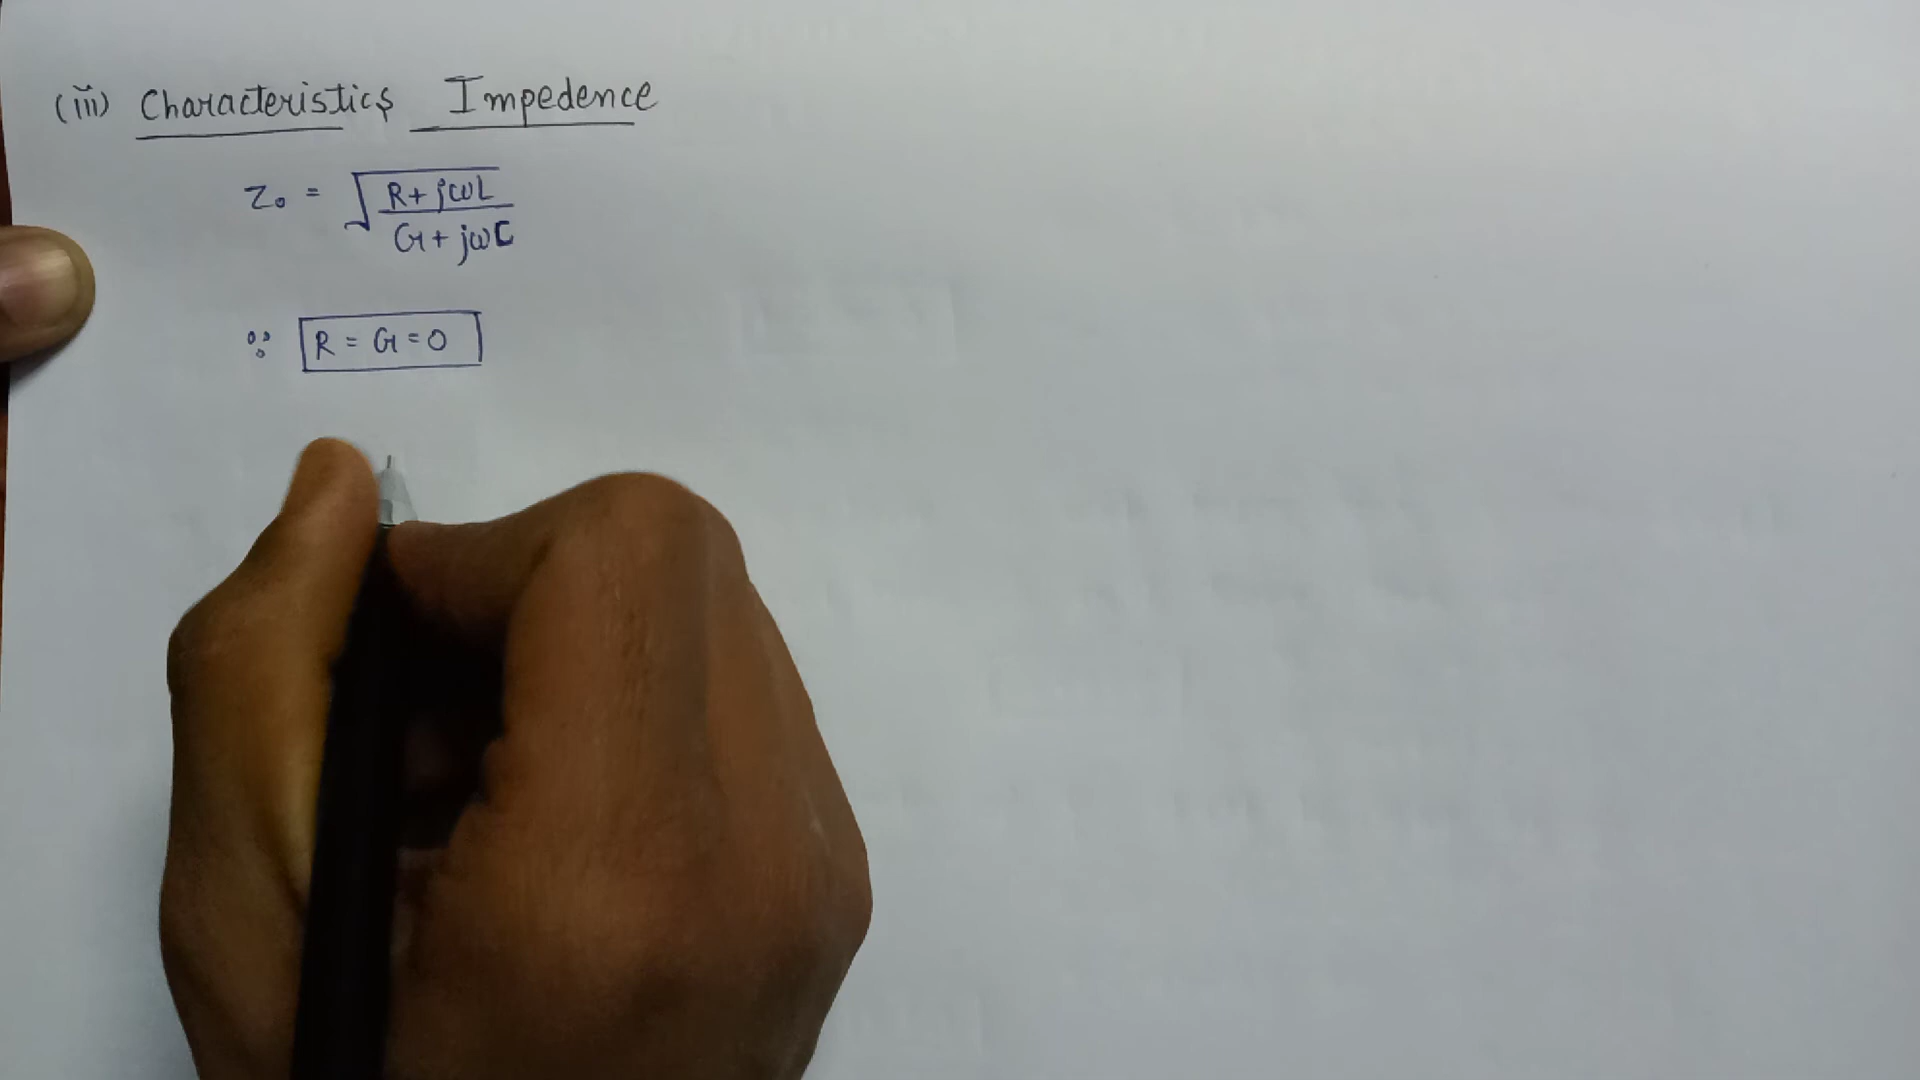 (iii) Characteristics Impedence
Z₀ = √(R + jωL / G + jωC)
∵ R = G = 0